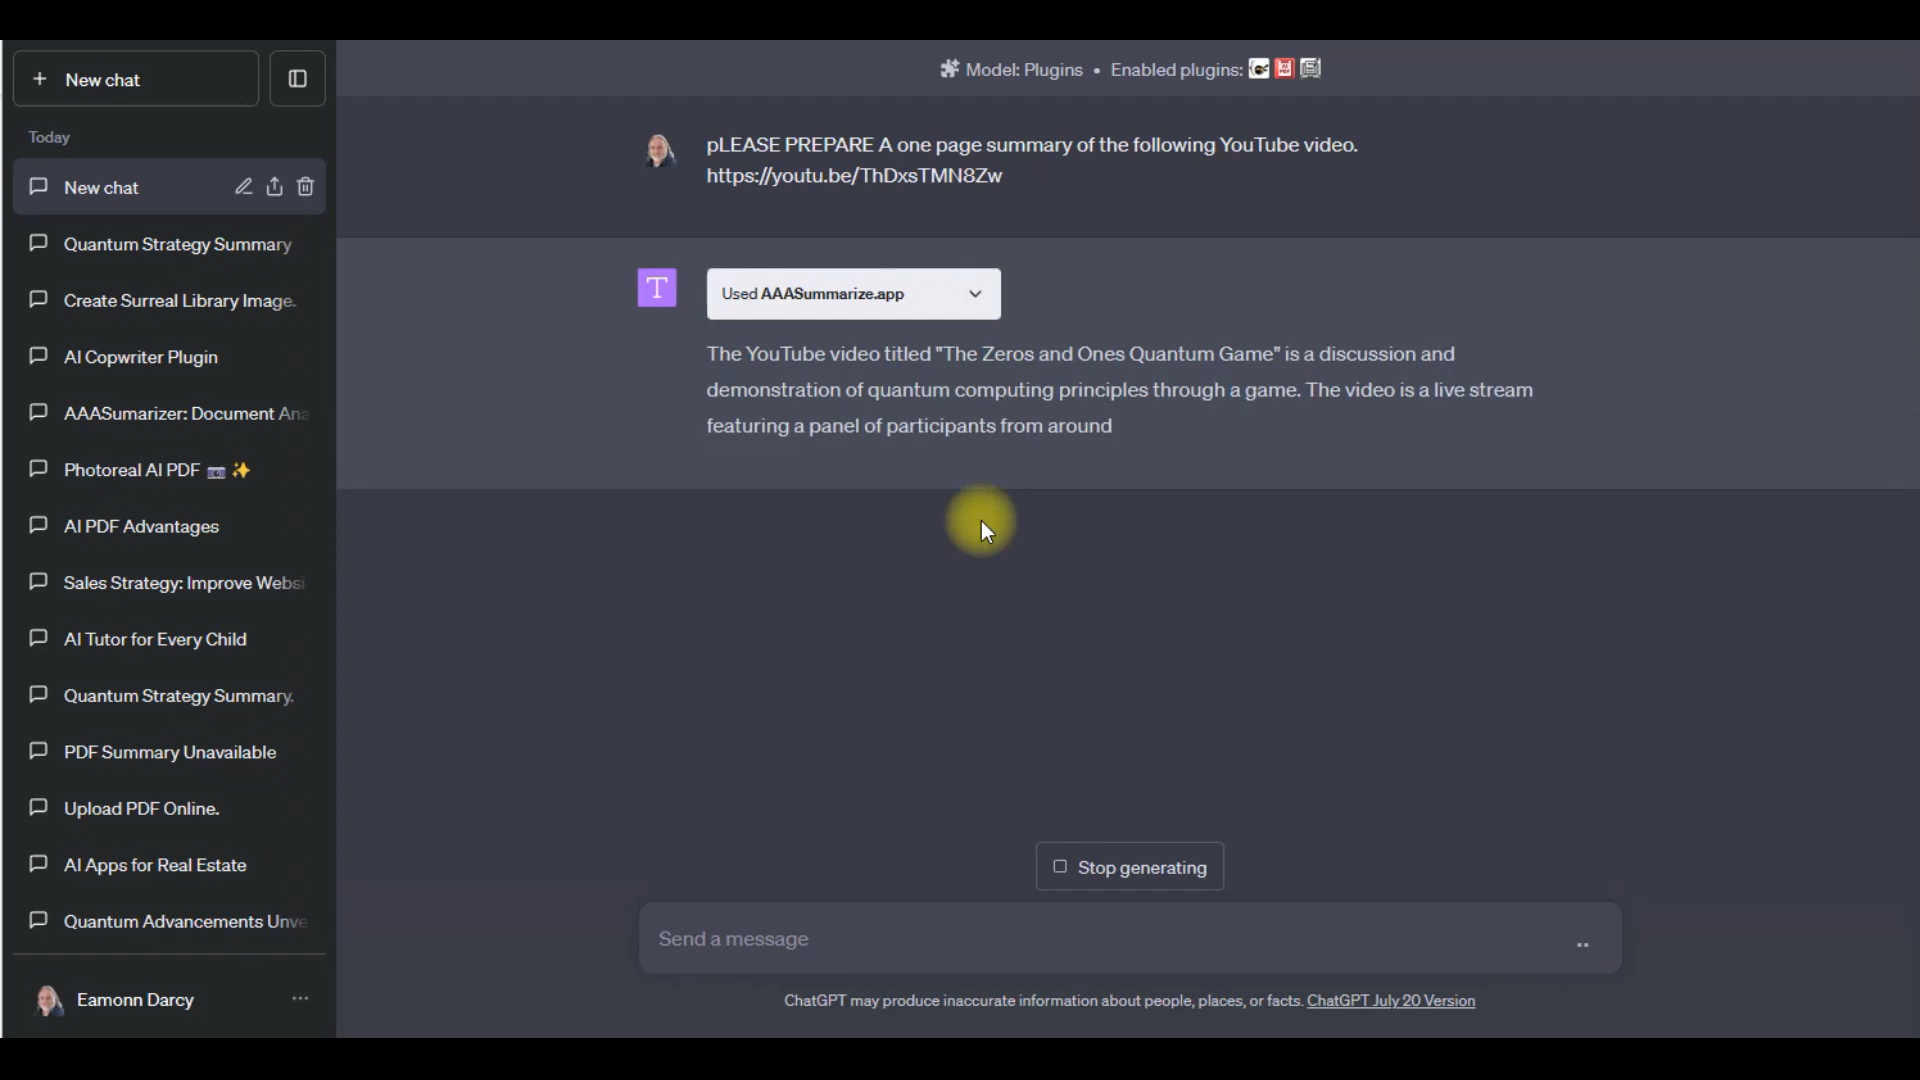 New chat
Today
New chat
Quantum Strategy Summary
Create Surreal Library Image.
AI Copwriter Plugin
AAASumarizer: Document Ana
Photoreal AI PDF 📷 ✨
AI PDF Advantages
Sales Strategy: Improve Websi
AI Tutor for Every Child
Quantum Strategy Summary.
PDF Summary Unavailable
Upload PDF Online.
AI Apps for Real Estate
Quantum Advancements Unve
Eamonn Darcy
Model: Plugins • Enabled plugins:
pLEASE PREPARE A one page summary of the following YouTube video.
https://youtu.be/ThDxsTMN8Zw
T
Used AAASummarize.app
The YouTube video titled "The Zeros and Ones Quantum Game" is a discussion and
demonstration of quantum computing principles through a game. The video is a live stream
featuring a panel of participants from around
Stop generating
Send a message
ChatGPT may produce inaccurate information about people, places, or facts. ChatGPT July 20 Version